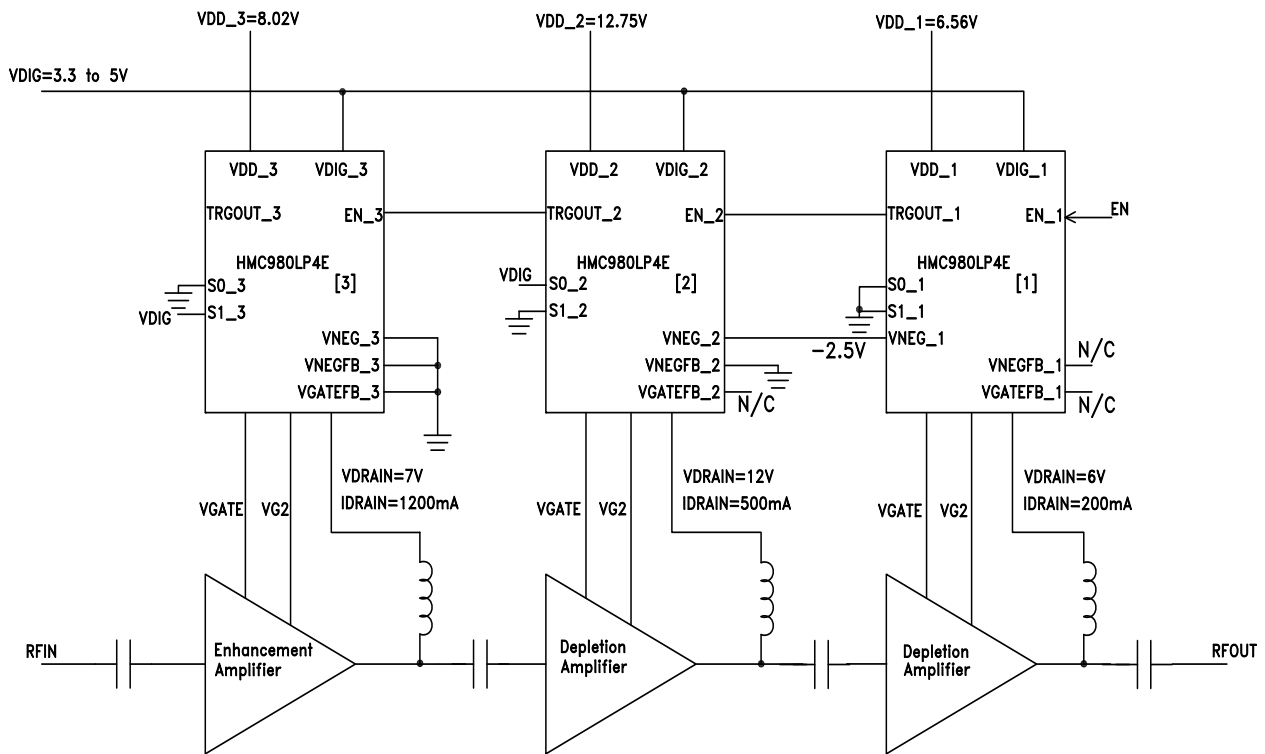 VDD_3=8.02V
VDD_2=12.75V
VDD_1=6.56V
VDIG=3.3 to 5V
VDD_3
VDIG_3
TRGOUT_3
EN_3
HMC980LP4E
[3]
S0_3
VDIG
S1_3
VNEG_3
VNEGFB_3
VGATEFB_3
VDD_2
VDIG_2
TRGOUT_2
EN_2
HMC980LP4E
[2]
VDIG
S0_2
S1_2
VNEG_2
-2.5V
VNEGFB_2
VGATEFB_2
N/C
VDD_1
VDIG_1
TRGOUT_1
EN_1
EN
HMC980LP4E
[1]
S0_1
S1_1
VNEG_1
VNEGFB_1
N/C
VGATEFB_1
N/C
VGATE
VG2
VDRAIN=7V
IDRAIN=1200mA
VGATE
VG2
VDRAIN=12V
IDRAIN=500mA
VGATE
VG2
VDRAIN=6V
IDRAIN=200mA
RFIN
Enhancement
Amplifier
Depletion
Amplifier
Depletion
Amplifier
RFOUT